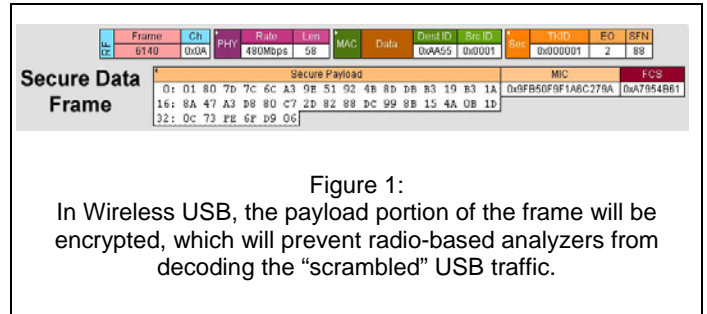 RF Frame Ch PHY Rate Len MAC Data Dest ID Src ID Sec TKID EO SFN
6140 0x0A 480Mbps 58 0xAA55 0x0001 0x000001 2 88
Secure Data Frame
Secure Payload MIC FCS
0: 01 80 7D 7C 6C A3 9E 51 92 4B 8D DB B3 19 B3 1A 0x9FB50F9F1A6C279A 0xA7954B61
16: 8A 47 A3 D8 80 C7 2D 82 88 DC 99 8B 15 4A 0B 1D
32: 0C 73 FE 6F D9 06
Figure 1:
In Wireless USB, the payload portion of the frame will be
encrypted, which will prevent radio-based analyzers from
decoding the “scrambled” USB traffic.